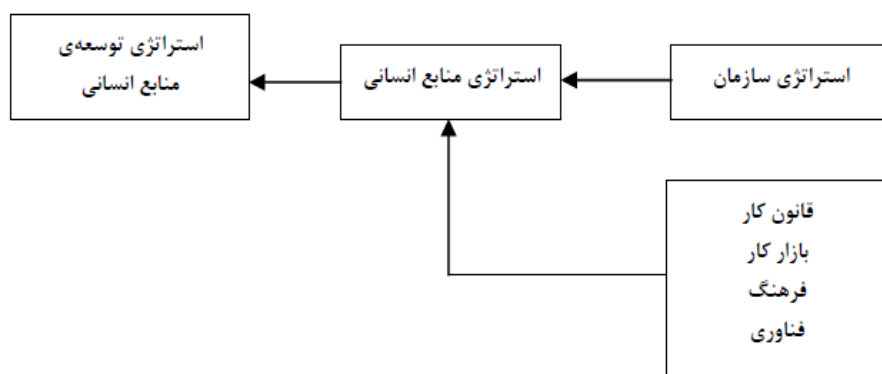 استراتژی سازمان
استراتژی منابع انسانی
استراتژی توسعه‌ی
منابع انسانی
قانون کار
بازار کار
فرهنگ
فناوری